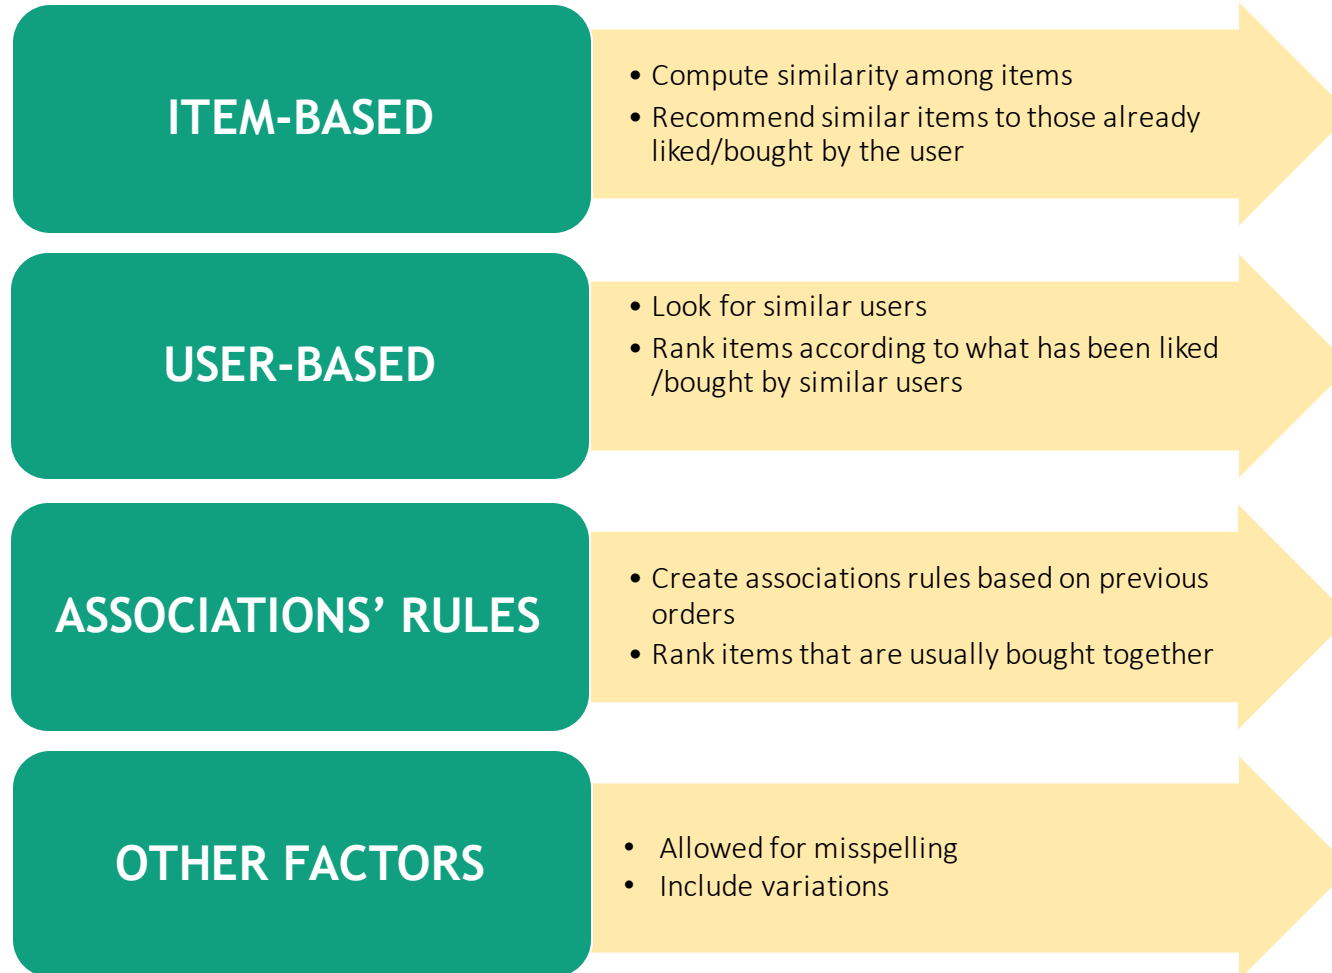 ITEM-BASED
• Compute similarity among items
• Recommend similar items to those already
liked/bought by the user
USER-BASED
• Look for similar users
• Rank items according to what has been liked
/bought by similar users
ASSOCIATIONS’ RULES
• Create associations rules based on previous
orders
• Rank items that are usually bought together
OTHER FACTORS
• Allowed for misspelling
• Include variations